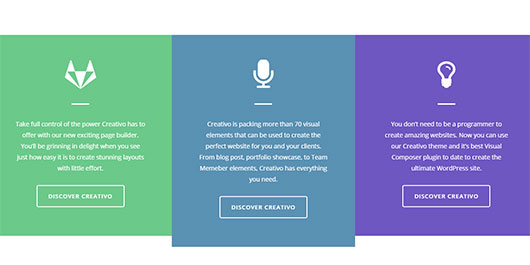 Take full control of the power Creativo has to
offer with our new exciting page builder.
You'll be grinning in delight when you see
just how easy it is to create stunning layouts
with little effort.
DISCOVER CREATIVO
Creativo is packing more than 70 visual
elements that can be used to create the
perfect website for you and your clients.
From blog post, portfolio showcase, to Team
Memeber elements, Creativo has everything
you need.
DISCOVER CREATIVO
You don't need to be a programmer to
create amazing websites. Now you can use
our Creativo theme and it's best Visual
Composer plugin to date to create the
ultimate WordPress site.
DISCOVER CREATIVO